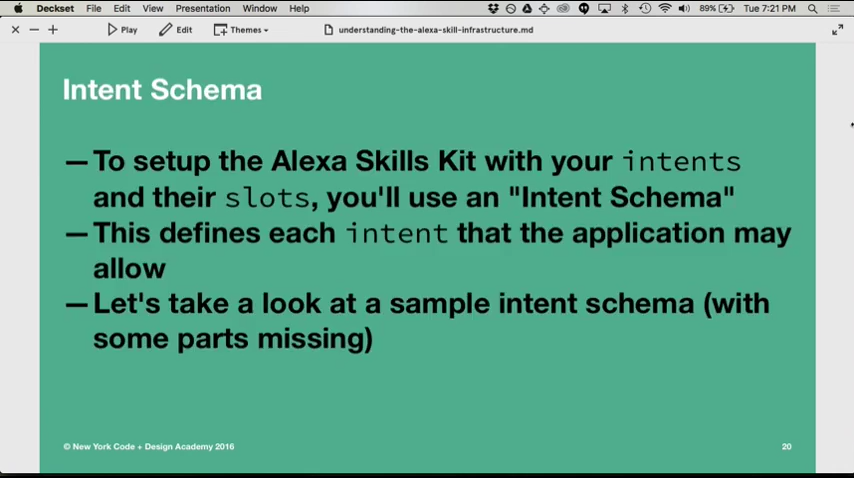 Deckset File Edit View Presentation Window Help 89% Tue 7:21 PM
Play Edit Themes understanding-the-alexa-skill-infrastructure.md
Intent Schema
—To setup the Alexa Skills Kit with your intents
and their slots, you'll use an "Intent Schema"
—This defines each intent that the application may
allow
—Let's take a look at a sample intent schema (with
some parts missing)
© New York Code + Design Academy 2016 20